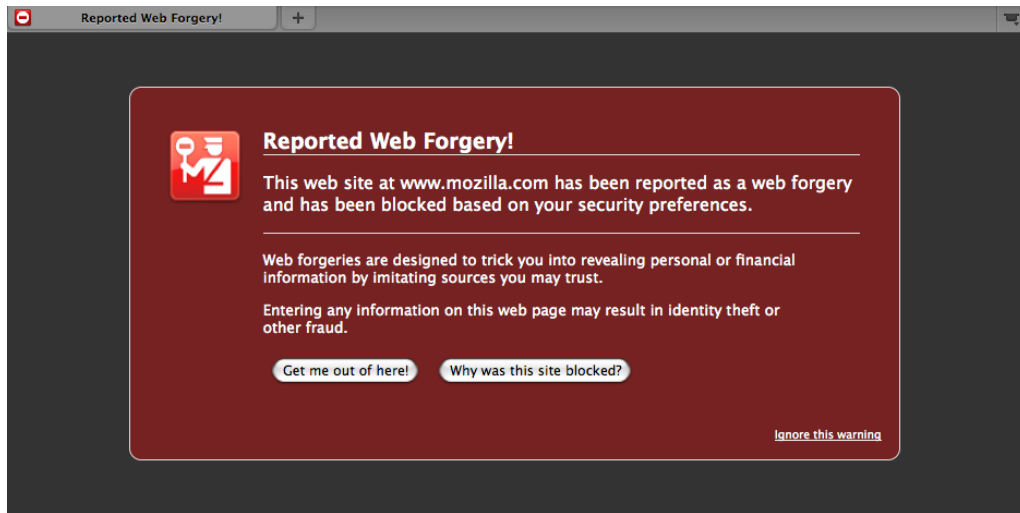 Reported Web Forgery!
Reported Web Forgery!
This web site at www.mozilla.com has been reported as a web forgery
and has been blocked based on your security preferences.
Web forgeries are designed to trick you into revealing personal or financial
information by imitating sources you may trust.
Entering any information on this web page may result in identity theft or
other fraud.
Get me out of here! Why was this site blocked?
Ignore this warning